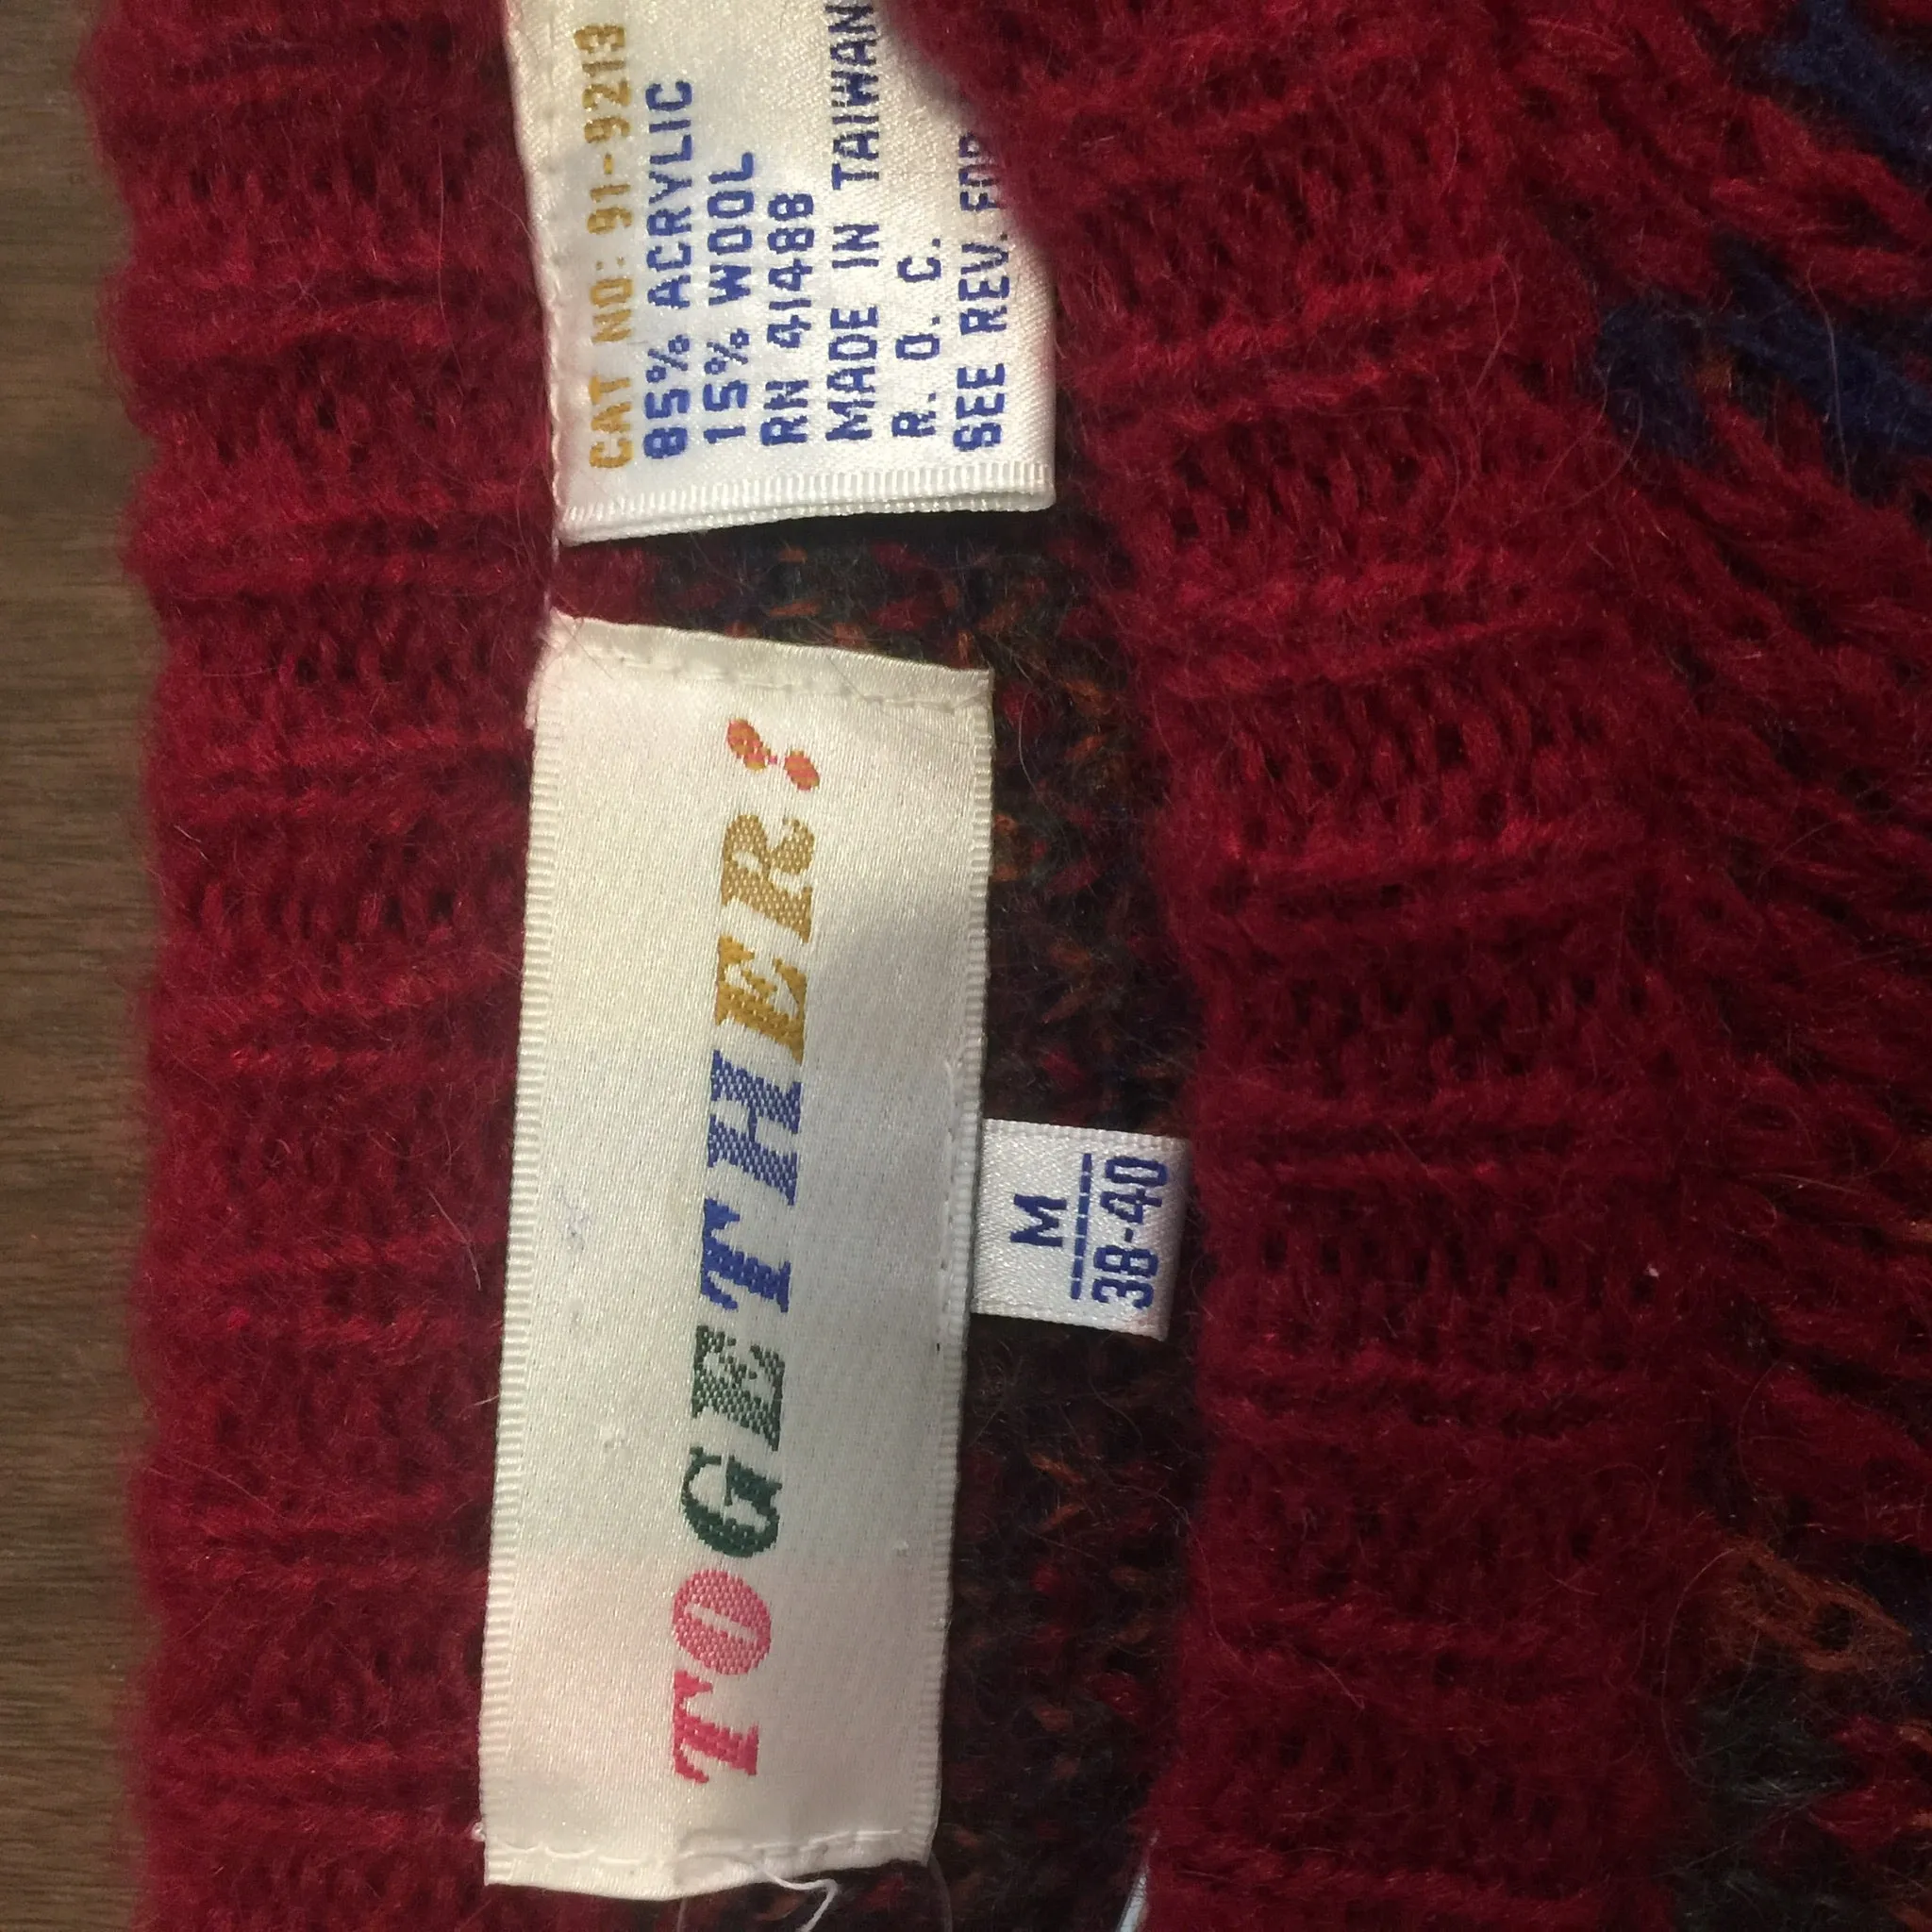 CAT NO: 91-9213
85% ACRYLIC
15% WOOL
RN 41488
MADE IN TAIWAN
R. O. C.
SEE REV. FOR
TOGETHER!
M
38-40